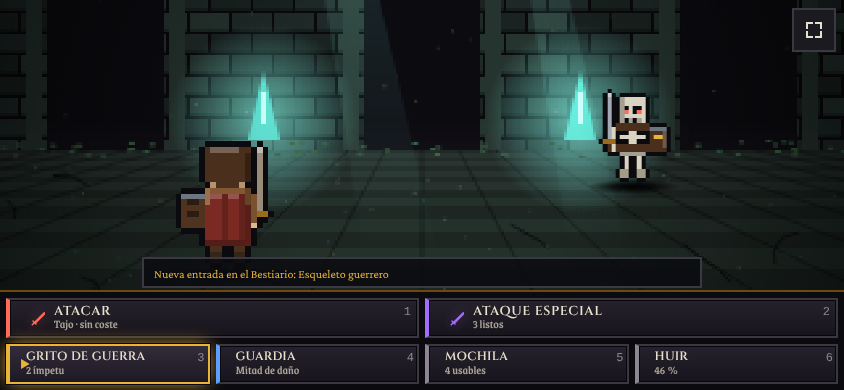 Nueva entrada en el Bestiario: Esqueleto guerrero
ATACAR 1
Tajo · sin coste
ATAQUE ESPECIAL 2
3 listos
GRITO DE GUERRA 3
2 ímpetu
GUARDIA 4
Mitad de daño
MOCHILA 5
4 usables
HUIR 6
46 %